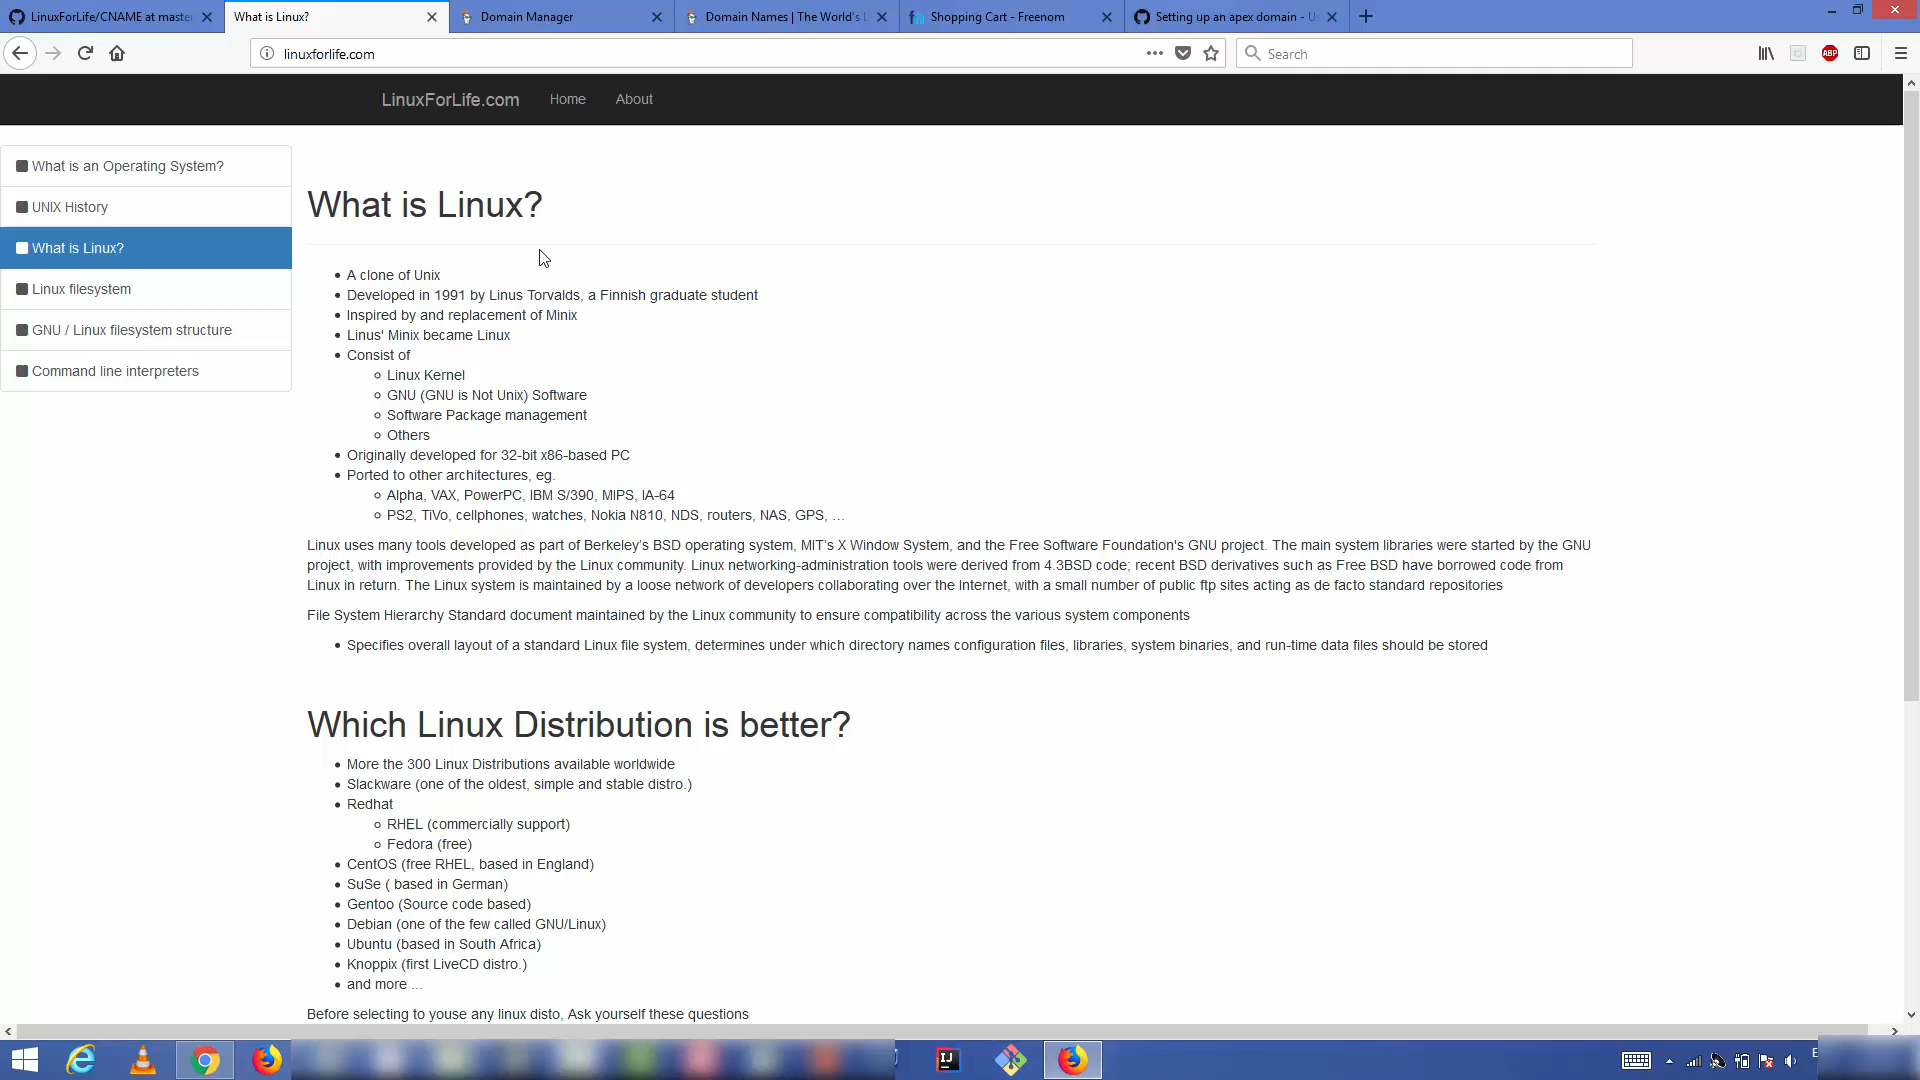 LinuxForLife/CNAME at master
What is Linux?
Domain Manager
Domain Names | The World's L
Shopping Cart - Freenom
Setting up an apex domain - U
linuxforlife.com
Search
ABP
LinuxForLife.com
Home
About
What is an Operating System?
UNIX History
What is Linux?
Linux filesystem
GNU / Linux filesystem structure
Command line interpreters
What is Linux?
A clone of Unix
Developed in 1991 by Linus Torvalds, a Finnish graduate student
Inspired by and replacement of Minix
Linus' Minix became Linux
Consist of
Linux Kernel
GNU (GNU is Not Unix) Software
Software Package management
Others
Originally developed for 32-bit x86-based PC
Ported to other architectures, eg.
Alpha, VAX, PowerPC, IBM S/390, MIPS, IA-64
PS2, TiVo, cellphones, watches, Nokia N810, NDS, routers, NAS, GPS, …
Linux uses many tools developed as part of Berkeley’s BSD operating system, MIT’s X Window System, and the Free Software Foundation's GNU project. The main system libraries were started by the GNU
project, with improvements provided by the Linux community. Linux networking-administration tools were derived from 4.3BSD code; recent BSD derivatives such as Free BSD have borrowed code from
Linux in return. The Linux system is maintained by a loose network of developers collaborating over the Internet, with a small number of public ftp sites acting as de facto standard repositories
File System Hierarchy Standard document maintained by the Linux community to ensure compatibility across the various system components
Specifies overall layout of a standard Linux file system, determines under which directory names configuration files, libraries, system binaries, and run-time data files should be stored
Which Linux Distribution is better?
More the 300 Linux Distributions available worldwide
Slackware (one of the oldest, simple and stable distro.)
Redhat
RHEL (commercially support)
Fedora (free)
CentOS (free RHEL, based in England)
SuSe ( based in German)
Gentoo (Source code based)
Debian (one of the few called GNU/Linux)
Ubuntu (based in South Africa)
Knoppix (first LiveCD distro.)
and more ...
Before selecting to youse any linux disto, Ask yourself these questions
IJ